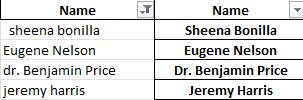 Name Name
sheena bonilla Sheena Bonilla
Eugene Nelson Eugene Nelson
dr. Benjamin Price Dr. Benjamin Price
jeremy harris Jeremy Harris